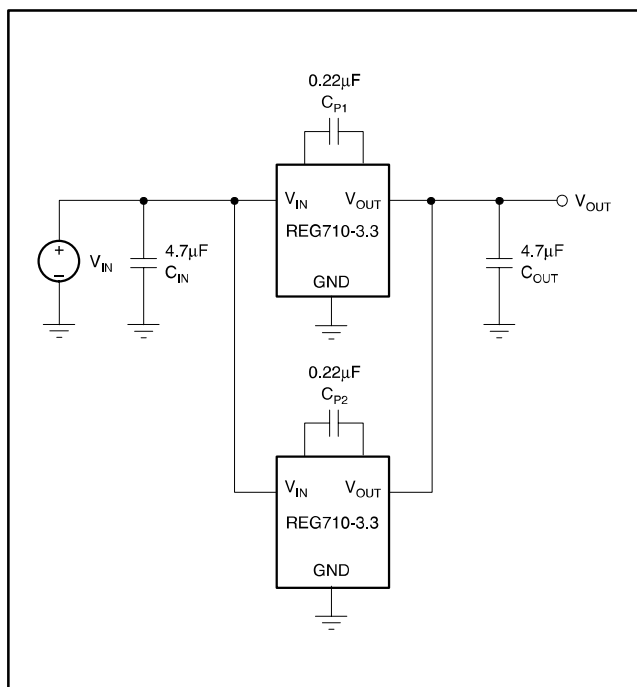 0.22μF
CP1
VIN VOUT
REG710-3.3
GND
VOUT
+
–
VIN
4.7μF
CIN
4.7μF
COUT
0.22μF
CP2
VIN VOUT
REG710-3.3
GND